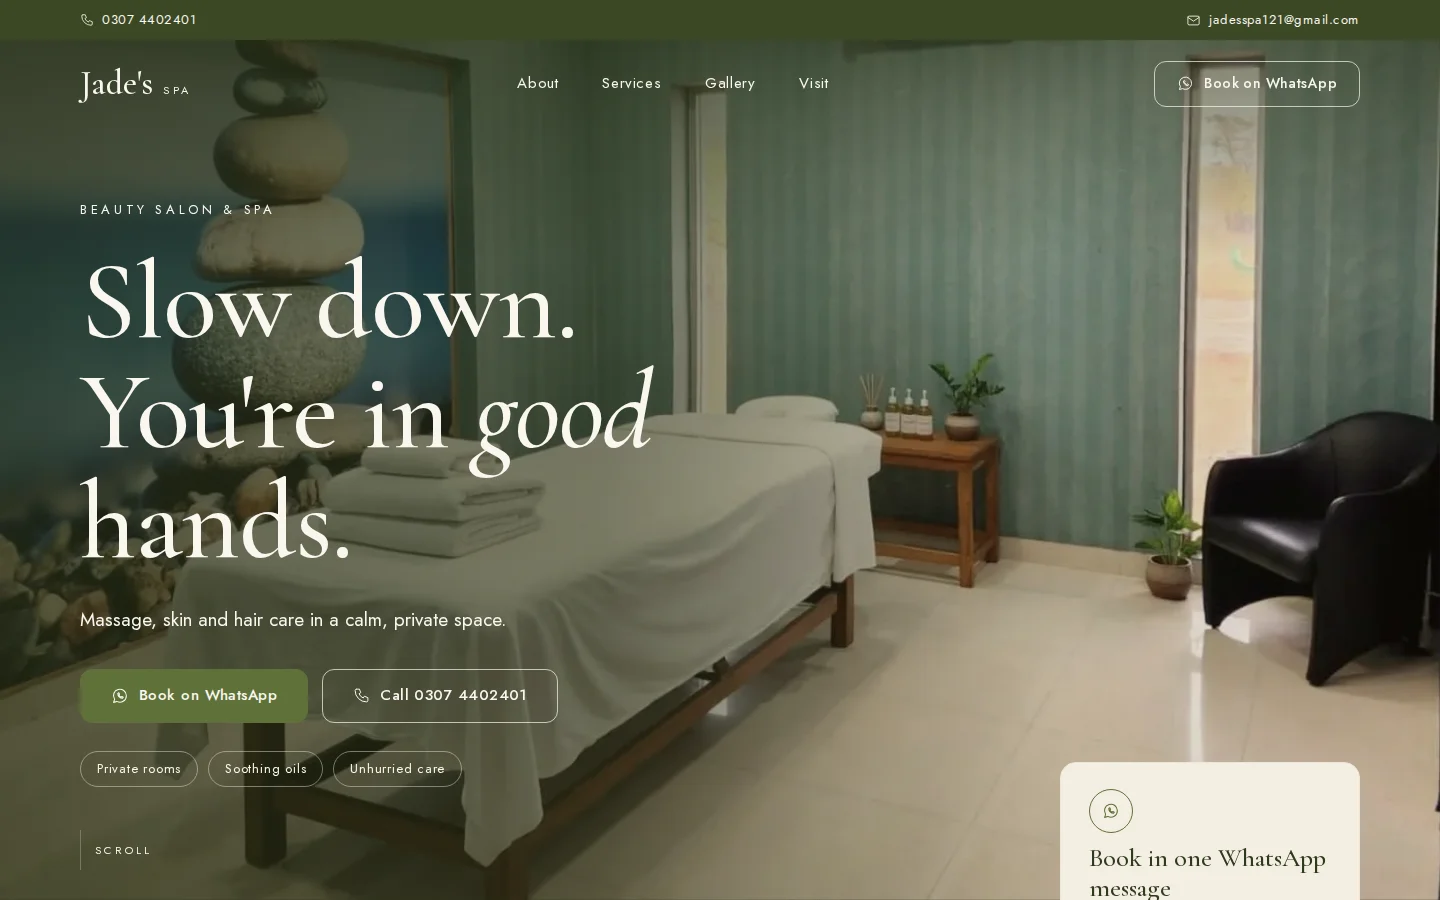 0307 4402401
jadesspa121@gmail.com
Jade's SPA
About
Services
Gallery
Visit
Book on WhatsApp
BEAUTY SALON & SPA
Slow down.
You're in good
hands.
Massage, skin and hair care in a calm, private space.
Book on WhatsApp
Call 0307 4402401
Private rooms
Soothing oils
Unhurried care
SCROLL
Book in one WhatsApp
message